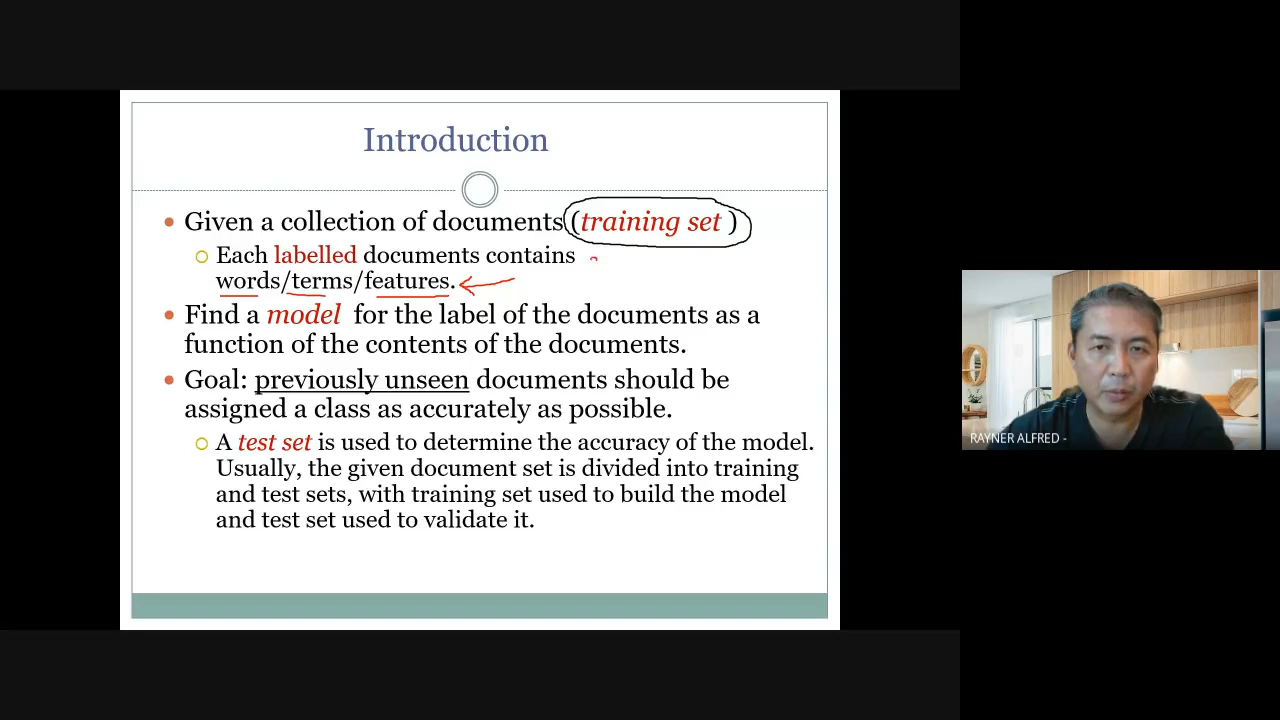 Introduction
Given a collection of documents (training set )
Each labelled documents contains
words/terms/features.
Find a model for the label of the documents as a
function of the contents of the documents.
Goal: previously unseen documents should be
assigned a class as accurately as possible.
A test set is used to determine the accuracy of the model.
Usually, the given document set is divided into training
and test sets, with training set used to build the model
and test set used to validate it.
RAYNER ALFRED -